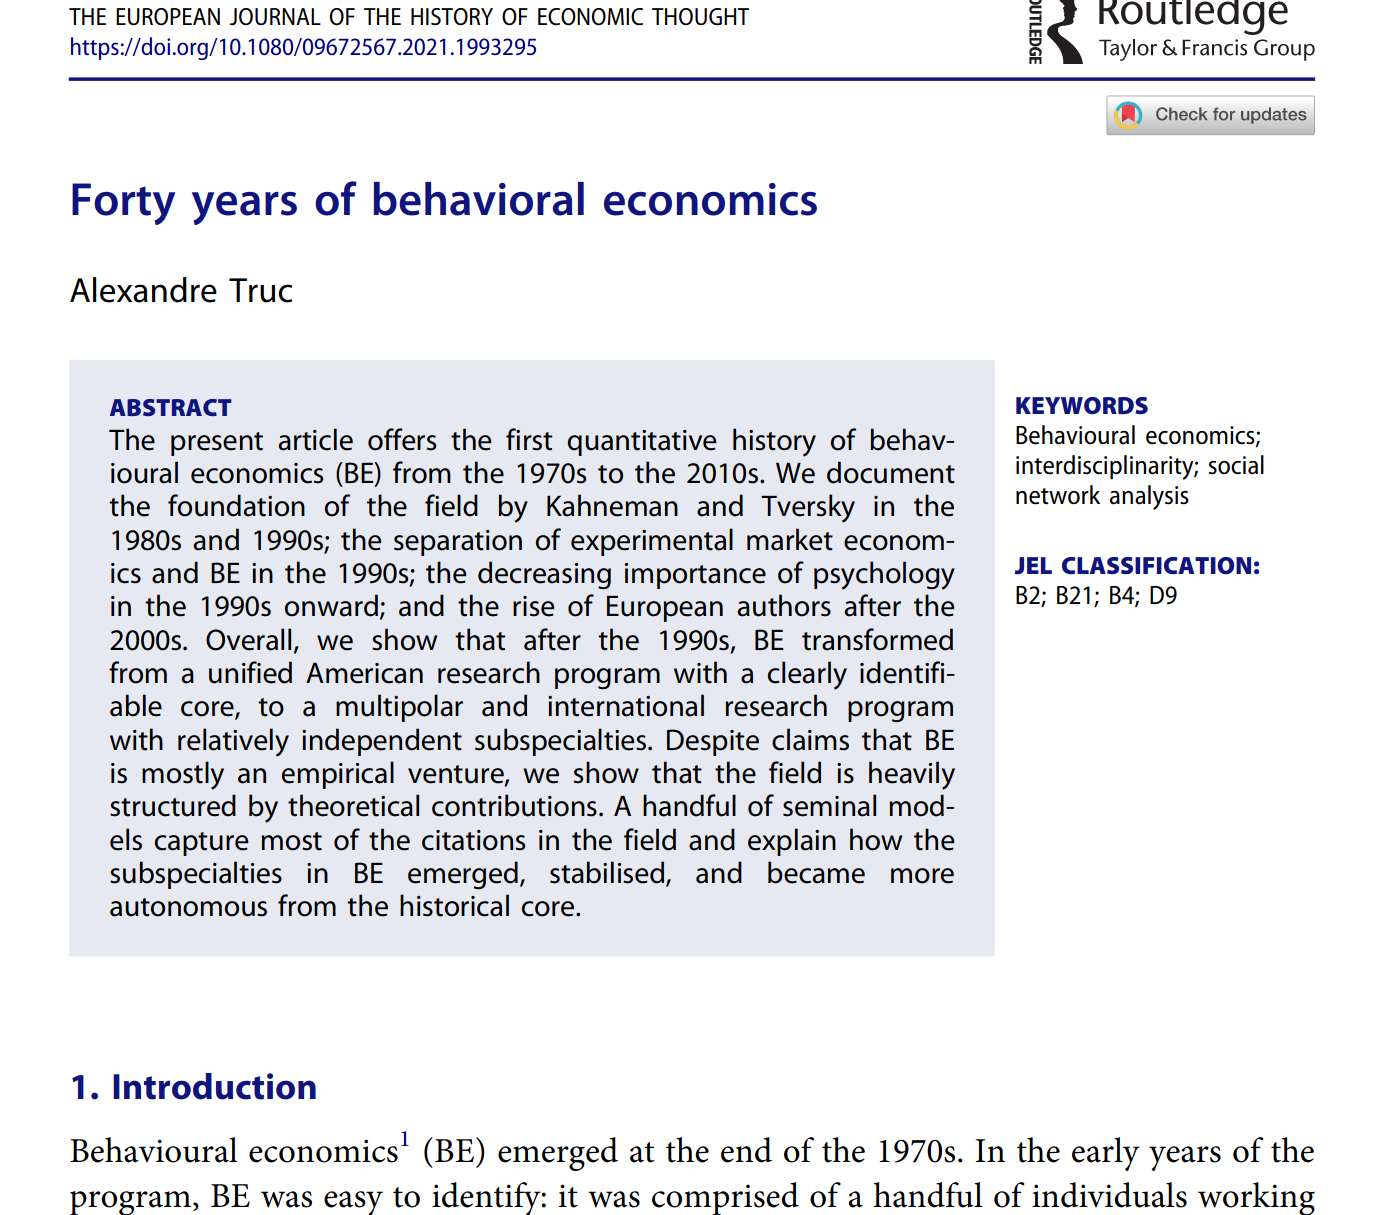 THE EUROPEAN JOURNAL OF THE HISTORY OF ECONOMIC THOUGHT
https://doi.org/10.1080/09672567.2021.1993295
ROUTLEDGE
Routledge
Taylor & Francis Group
Check for updates
Forty years of behavioral economics
Alexandre Truc
ABSTRACT
The present article offers the first quantitative history of behav-
ioural economics (BE) from the 1970s to the 2010s. We document
the foundation of the field by Kahneman and Tversky in the
1980s and 1990s; the separation of experimental market econom-
ics and BE in the 1990s; the decreasing importance of psychology
in the 1990s onward; and the rise of European authors after the
2000s. Overall, we show that after the 1990s, BE transformed
from a unified American research program with a clearly identifi-
able core, to a multipolar and international research program
with relatively independent subspecialties. Despite claims that BE
is mostly an empirical venture, we show that the field is heavily
structured by theoretical contributions. A handful of seminal mod-
els capture most of the citations in the field and explain how the
subspecialties in BE emerged, stabilised, and became more
autonomous from the historical core.
KEYWORDS
Behavioural economics;
interdisciplinarity; social
network analysis
JEL CLASSIFICATION:
B2; B21; B4; D9
1. Introduction
Behavioural economics1 (BE) emerged at the end of the 1970s. In the early years of the
program, BE was easy to identify: it was comprised of a handful of individuals working